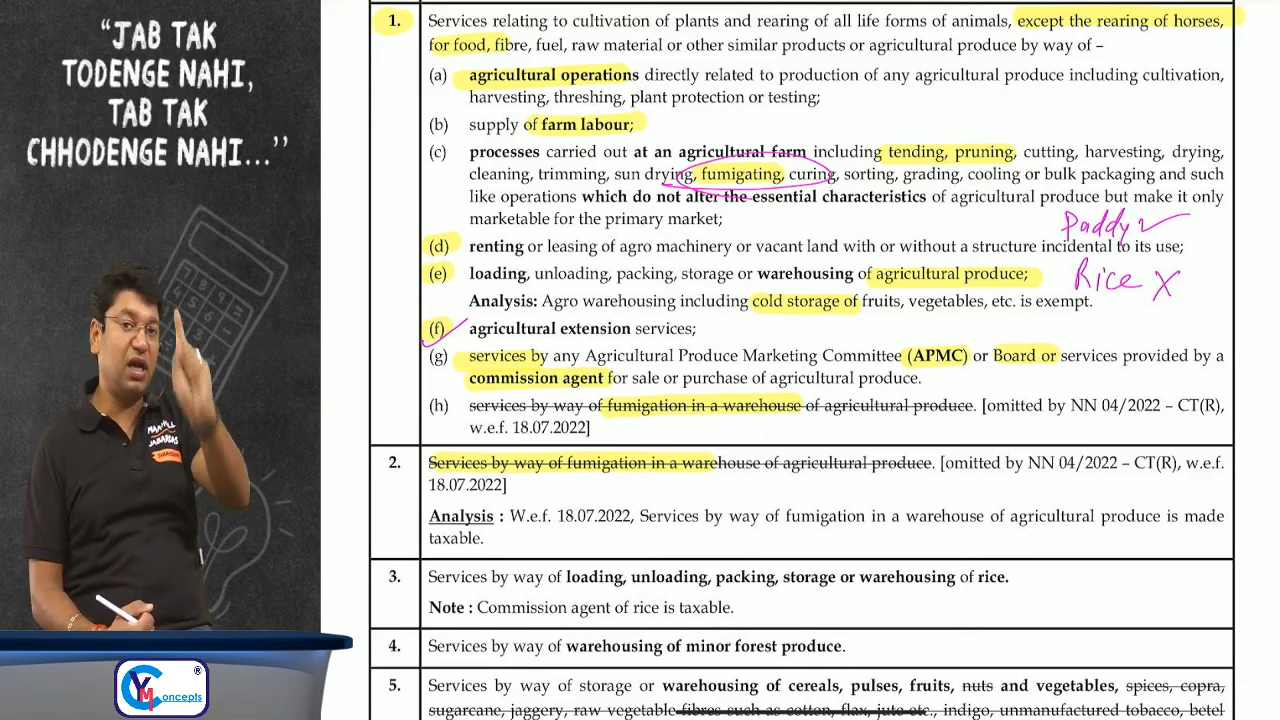 “JAB TAK
TODENGE NAHI,
TAB TAK
CHHODENGE NAHI...’’
1. Services relating to cultivation of plants and rearing of all life forms of animals, except the rearing of horses,
for food, fibre, fuel, raw material or other similar products or agricultural produce by way of –
(a) agricultural operations directly related to production of any agricultural produce including cultivation,
harvesting, threshing, plant protection or testing;
(b) supply of farm labour;
(c) processes carried out at an agricultural farm including tending, pruning, cutting, harvesting, drying,
cleaning, trimming, sun drying, fumigating, curing, sorting, grading, cooling or bulk packaging and such
like operations which do not alter the essential characteristics of agricultural produce but make it only
marketable for the primary market;
Paddy
(d) renting or leasing of agro machinery or vacant land with or without a structure incidental to its use;
(e) loading, unloading, packing, storage or warehousing of agricultural produce;
Rice X
Analysis: Agro warehousing including cold storage of fruits, vegetables, etc. is exempt.
(f) agricultural extension services;
(g) services by any Agricultural Produce Marketing Committee (APMC) or Board or services provided by a
commission agent for sale or purchase of agricultural produce.
(h) services by way of fumigation in a warehouse of agricultural produce. [omitted by NN 04/2022 – CT(R),
w.e.f. 18.07.2022]
2. Services by way of fumigation in a warehouse of agricultural produce. [omitted by NN 04/2022 – CT(R), w.e.f.
18.07.2022]
Analysis : W.e.f. 18.07.2022, Services by way of fumigation in a warehouse of agricultural produce is made
taxable.
3. Services by way of loading, unloading, packing, storage or warehousing of rice.
Note : Commission agent of rice is taxable.
4. Services by way of warehousing of minor forest produce.
5. Services by way of storage or warehousing of cereals, pulses, fruits, nuts and vegetables, spices, copra,
sugarcane, jaggery, raw vegetable fibres such as cotton, flax, jute etc., indigo, unmanufactured tobacco, betel
YM
Concepts